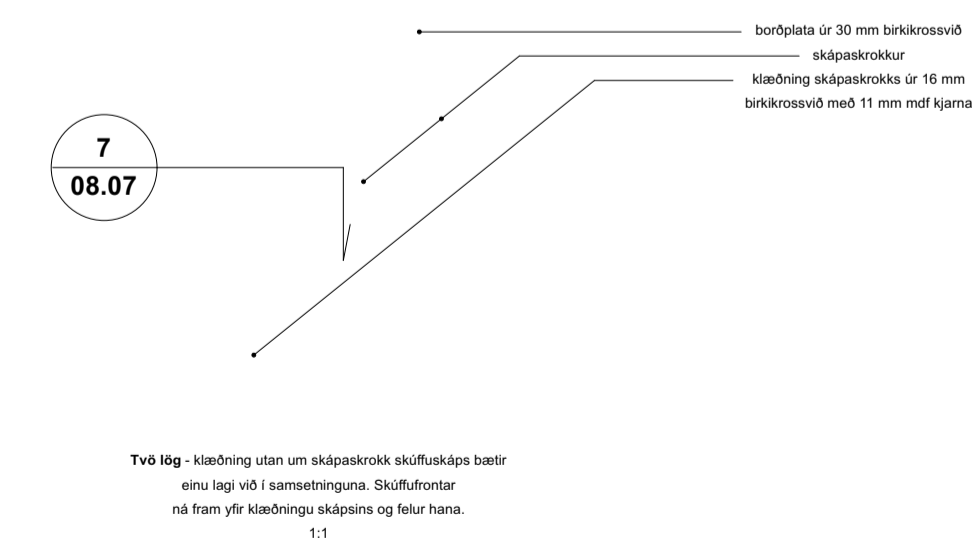 borðplata úr 30 mm birkikrossvið
skápaskrokkur
klæðning skápaskrokks úr 16 mm
birkikrossvið með 11 mm mdf kjarna
7
08.07
Tvö lög - klæðning utan um skápaskrokk skúffuskáps bætir
einu lagi við í samsetninguna. Skúffufrontar
ná fram yfir klæðningu skápsins og felur hana.
1:1